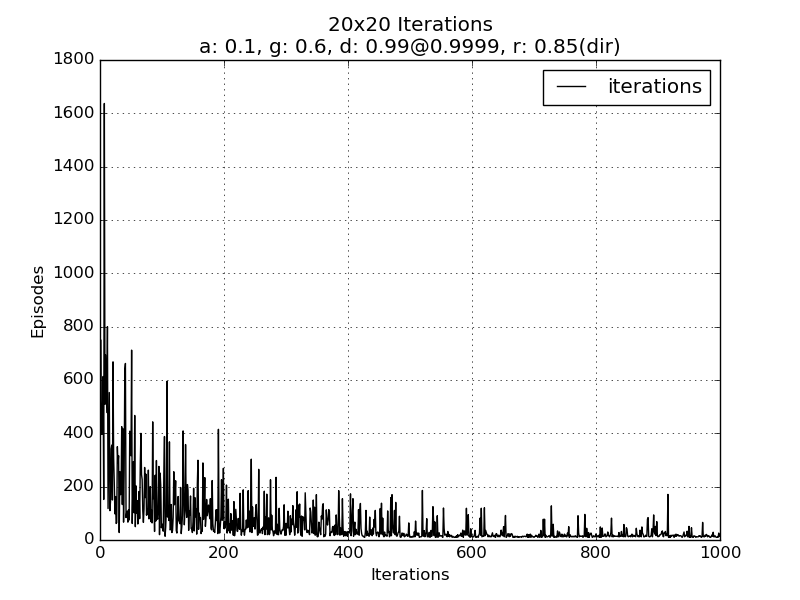 20x20 Iterations
a: 0.1, g: 0.6, d: 0.99@0.9999, r: 0.85(dir)
iterations
1800
1600
1400
1200
1000
800
600
400
200
0
Episodes
0 200 400 600 800 1000
Iterations